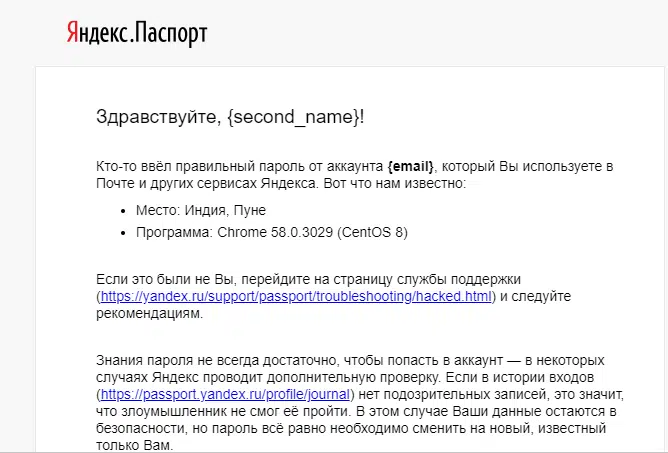 Яндекс.Паспорт
Здравствуйте, {second_name}!
Кто-то ввёл правильный пароль от аккаунта {email}, который Вы используете в
Почте и других сервисах Яндекса. Вот что нам известно:
• Место: Индия, Пуне
• Программа: Chrome 58.0.3029 (CentOS 8)
Если это были не Вы, перейдите на страницу службы поддержки
(https://yandex.ru/support/passport/troubleshooting/hacked.html) и следуйте
рекомендациям.
Знания пароля не всегда достаточно, чтобы попасть в аккаунт — в некоторых
случаях Яндекс проводит дополнительную проверку. Если в истории входов
(https://passport.yandex.ru/profile/journal) нет подозрительных записей, это значит,
что злоумышленник не смог её пройти. В этом случае Ваши данные остаются в
безопасности, но пароль всё равно необходимо сменить на новый, известный
только Вам.